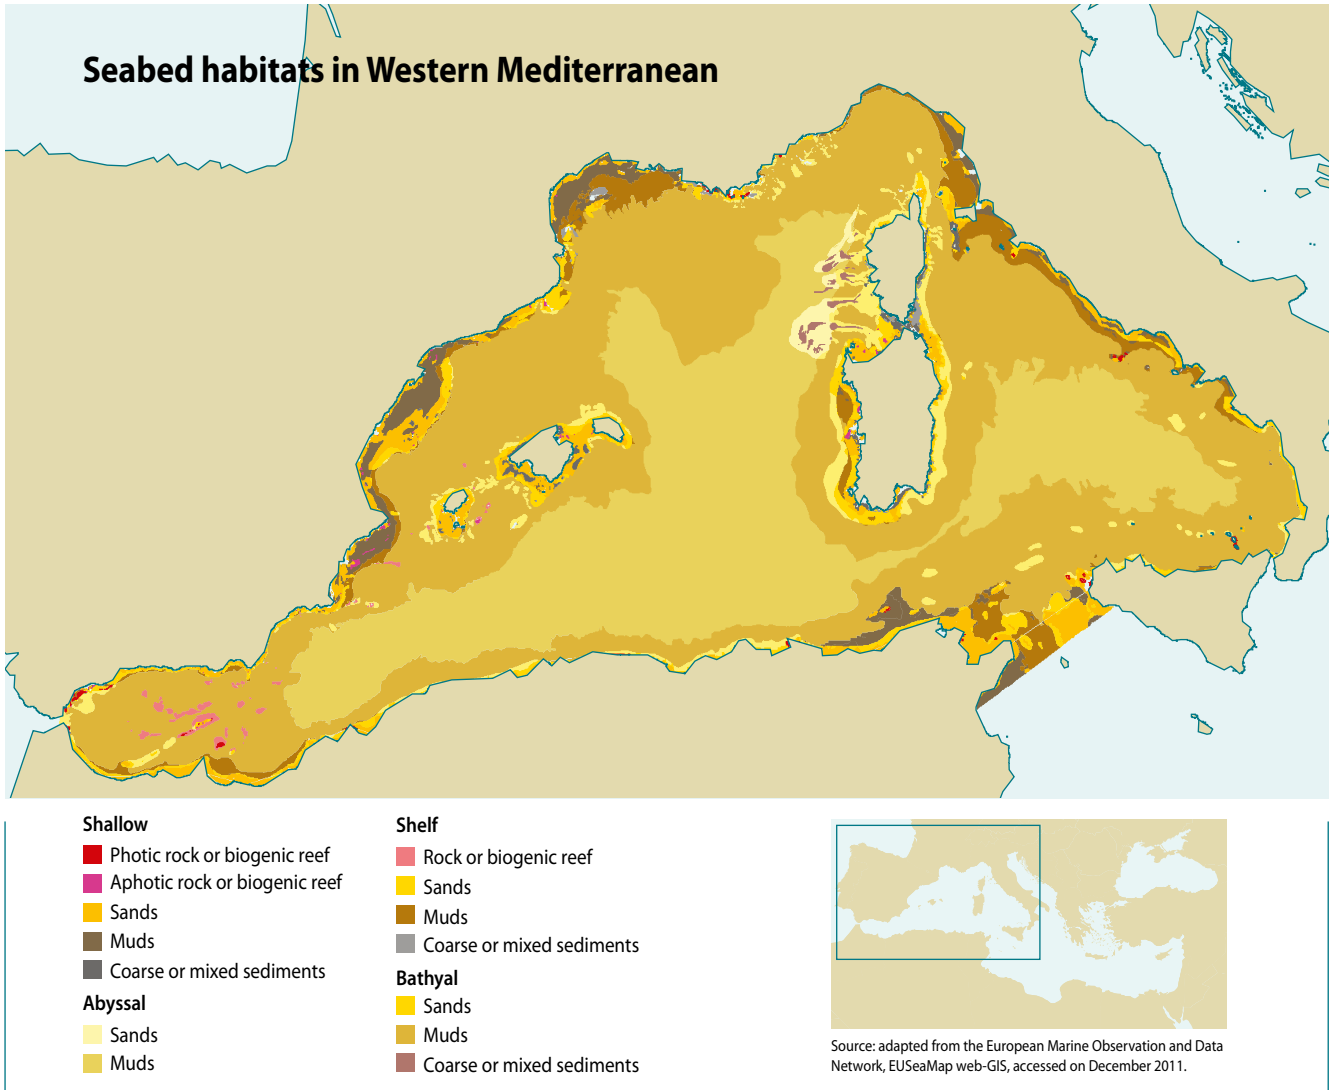 Seabed habitats in Western Mediterranean
Shallow
Photic rock or biogenic reef
Aphotic rock or biogenic reef
Sands
Muds
Coarse or mixed sediments
Abyssal
Sands
Muds
Shelf
Rock or biogenic reef
Sands
Muds
Coarse or mixed sediments
Bathyal
Sands
Muds
Coarse or mixed sediments
Source: adapted from the European Marine Observation and Data
Network, EUSeaMap web-GIS, accessed on December 2011.